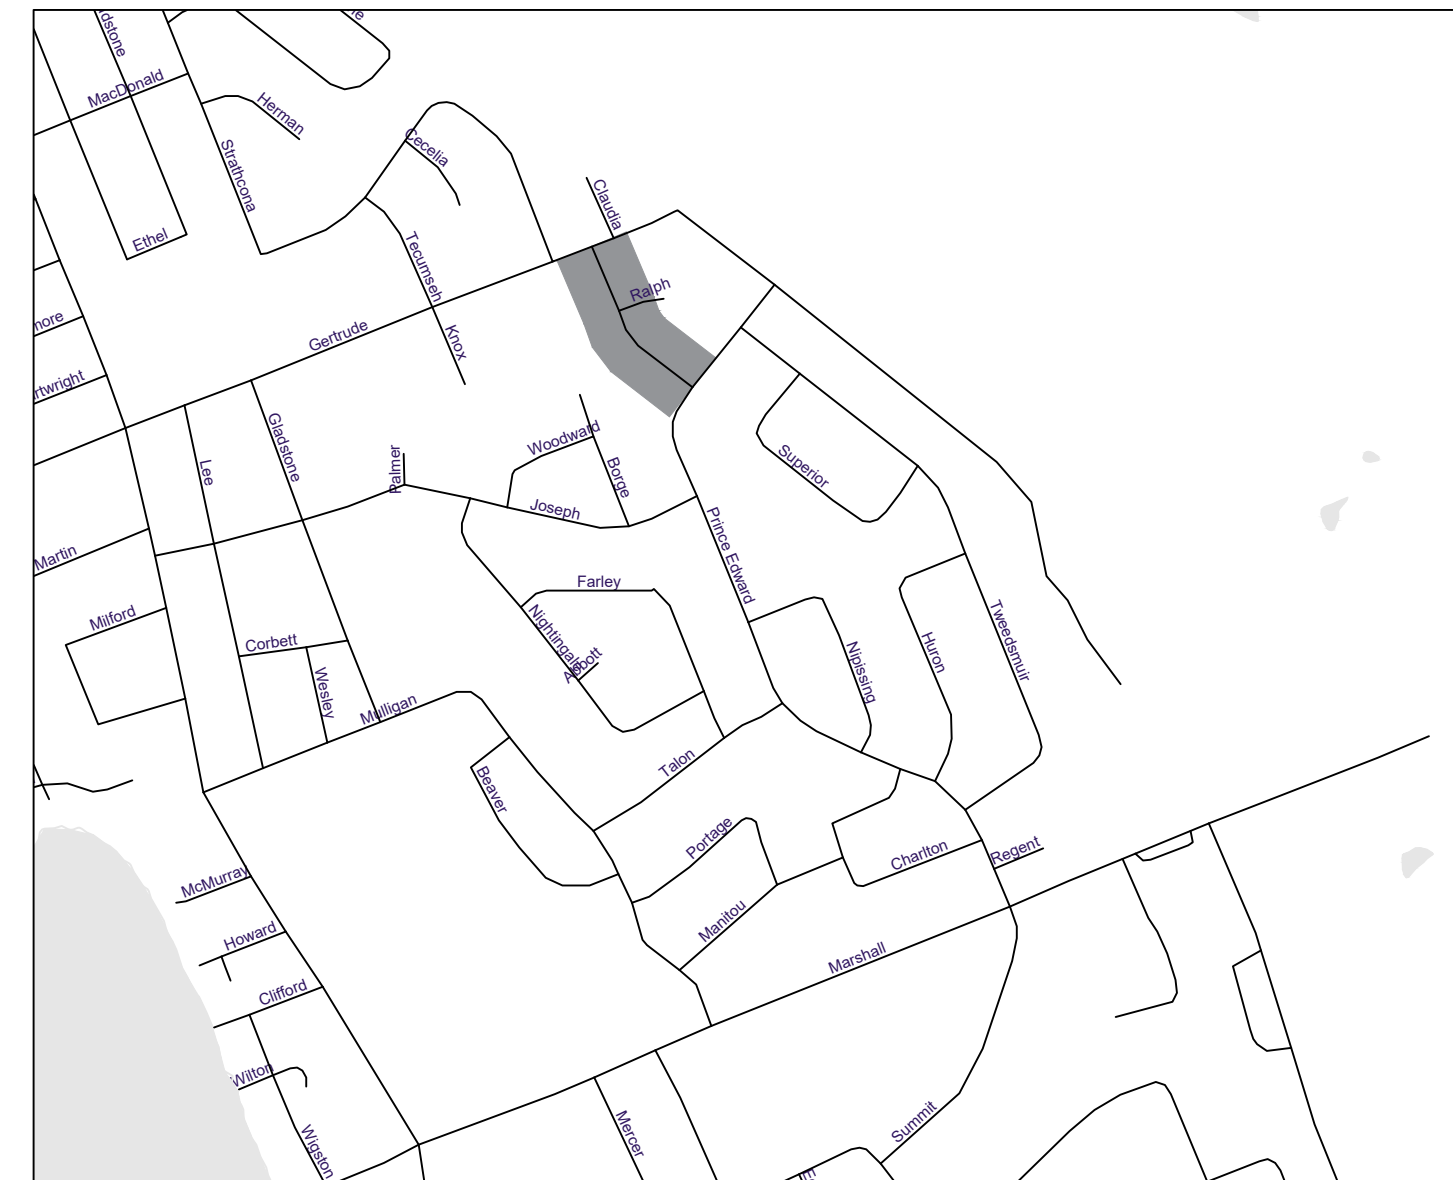 MacDonald
Herman
Strathcona
Cecelia
Ethel
Claudia
Tecumseh
Ralph
Gertrude
Knox
Gladstone
Lee
Palmer
Woodward
Borge
Joseph
Superior
Prince Edward
Martin
Farley
Milford
Nightingale
Corbett
Abbott
Wesley
Nipissing
Huron
Tweedsmuir
Mulligan
Talon
Beaver
Portage
Charlton
Regent
McMurray
Manitou
Howard
Marshall
Clifford
Wilton
Wigston
Mercer
Summit